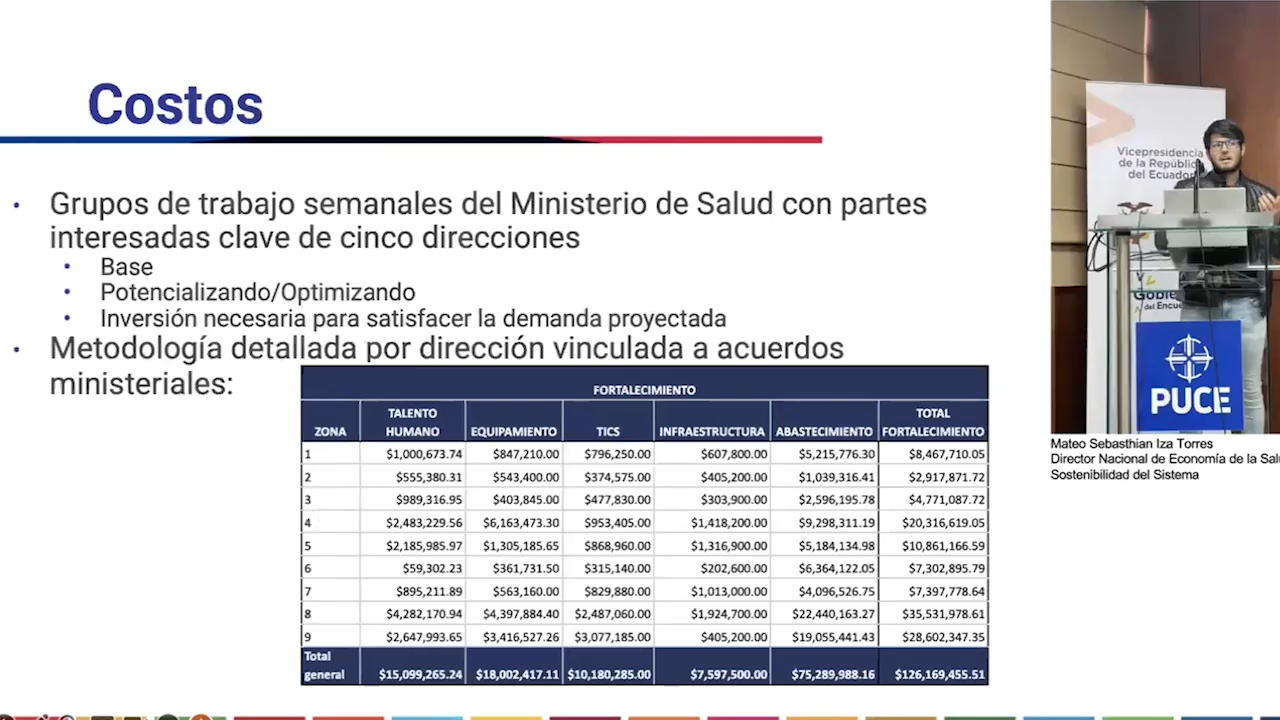 Costos
Grupos de trabajo semanales del Ministerio de Salud con partes
interesadas clave de cinco direcciones
Base
Potencializando/Optimizando
Inversión necesaria para satisfacer la demanda proyectada
Metodología detallada por dirección vinculada a acuerdos
ministeriales:
FORTALECIMIENTO
ZONA TALENTO HUMANO EQUIPAMIENTO TICS INFRAESTRUCTURA ABASTECIMIENTO TOTAL FORTALECIMIENTO
1 $1,000,673.74 $847,210.00 $796,250.00 $607,800.00 $5,215,776.30 $8,467,710.05
2 $555,380.31 $543,400.00 $374,575.00 $405,200.00 $1,039,316.41 $2,917,871.72
3 $989,316.95 $403,845.00 $477,830.00 $303,900.00 $2,596,195.78 $4,771,087.72
4 $2,483,229.56 $6,163,473.30 $953,405.00 $1,418,200.00 $9,298,311.19 $20,316,619.05
5 $2,185,985.97 $1,305,185.65 $868,960.00 $1,316,900.00 $5,184,134.98 $10,861,166.59
6 $59,302.23 $361,731.50 $315,140.00 $202,600.00 $6,364,122.05 $7,302,895.79
7 $895,211.89 $563,160.00 $829,880.00 $1,013,000.00 $4,096,526.75 $7,397,778.64
8 $4,282,170.94 $4,397,884.40 $2,487,060.00 $1,924,700.00 $22,440,163.27 $35,531,978.61
9 $2,647,993.65 $3,416,527.26 $3,077,185.00 $405,200.00 $19,055,441.43 $28,602,347.35
Total general $15,099,265.24 $18,002,417.11 $10,180,285.00 $7,597,500.00 $75,289,988.16 $126,169,455.51
Vicepresidencia
de la República
del Ecuador
Gobie
del Encue
PUCE
Mateo Sebasthian Iza Torres
Director Nacional de Economía de la Sal
Sostenibilidad del Sistema